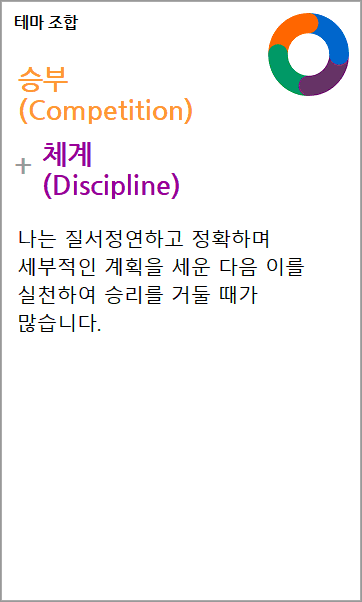 테마 조합
승부
(Competition)
+ 체계
(Discipline)
나는 질서정연하고 정확하며
세부적인 계획을 세운 다음 이를
실천하여 승리를 거둘 때가
많습니다.